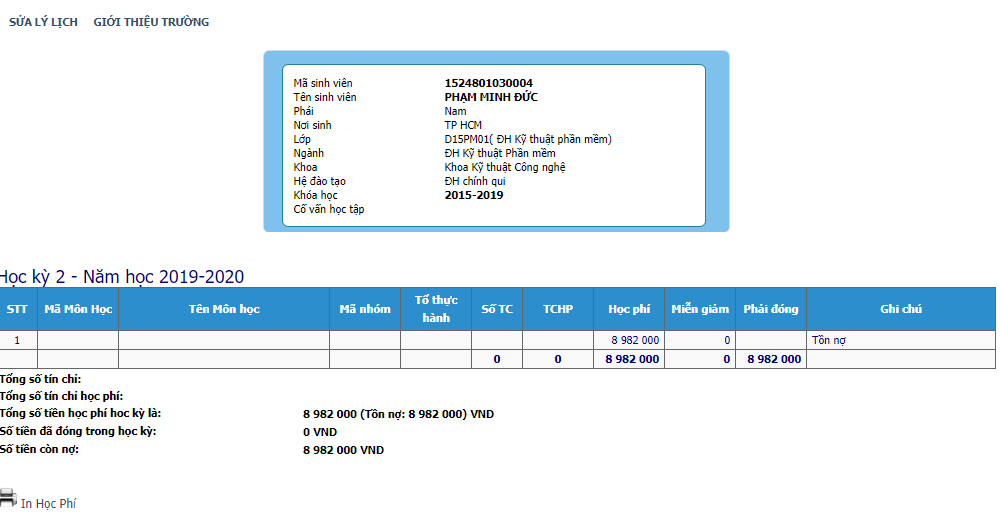 SỬA LÝ LỊCH GIỚI THIỆU TRƯỜNG
Mã sinh viên 1524801030004
Tên sinh viên PHẠM MINH ĐỨC
Phái Nam
Nơi sinh TP HCM
Lớp D15PM01( ĐH Kỹ thuật phần mềm)
Ngành ĐH Kỹ thuật Phần mềm
Khoa Khoa Kỹ thuật Công nghệ
Hệ đào tạo ĐH chính qui
Khóa học 2015-2019
Cố vấn học tập
Học kỳ 2 - Năm học 2019-2020
STT Mã Môn Học Tên Môn học Mã nhóm Tổ thực hành Số TC TCHP Học phí Miễn giảm Phải đóng Ghi chú
1 8 982 000 0 Tồn nợ
0 0 8 982 000 0 8 982 000
Tổng số tín chỉ:
Tổng số tín chỉ học phí:
Tổng số tiền học phí hoc kỳ là: 8 982 000 (Tồn nợ: 8 982 000) VND
Số tiền đã đóng trong học kỳ: 0 VND
Số tiền còn nợ: 8 982 000 VND
In Học Phí